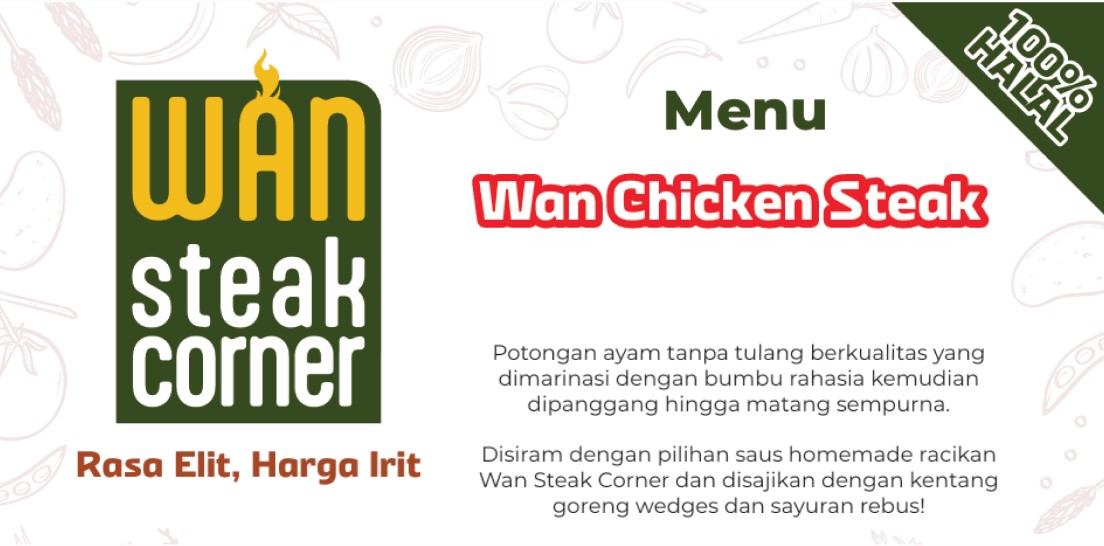 WAN
steak
corner
Rasa Elit, Harga Irit
Menu
Wan Chicken Steak
100%
HALAL
Potongan ayam tanpa tulang berkualitas yang
dimarinasi dengan bumbu rahasia kemudian
dipanggang hingga matang sempurna.
Disiram dengan pilihan saus homemade racikan
Wan Steak Corner dan disajikan dengan kentang
goreng wedges dan sayuran rebus!